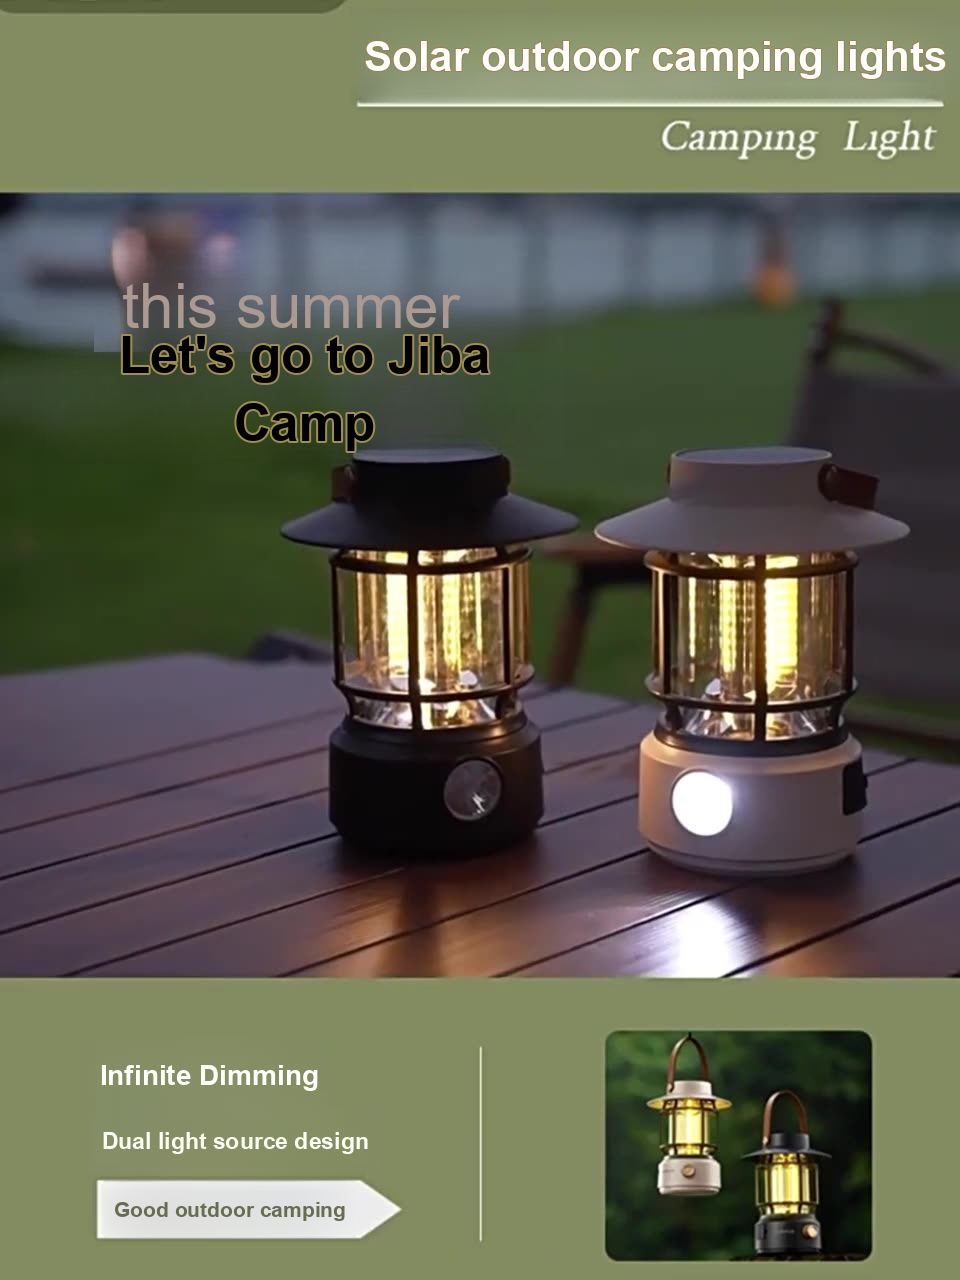 Solar outdoor camping lights
Camping Light
this summer
Let's go to Jiba
Camp
Infinite Dimming
Dual light source design
Good outdoor camping